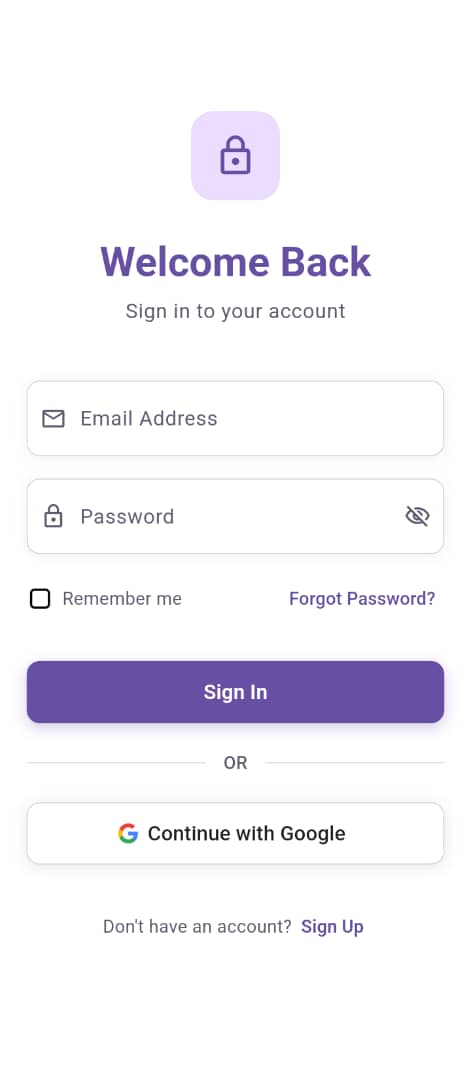 Welcome Back
Sign in to your account
Email Address
Password
Remember me Forgot Password?
Sign In
OR
Continue with Google
Don't have an account? Sign Up